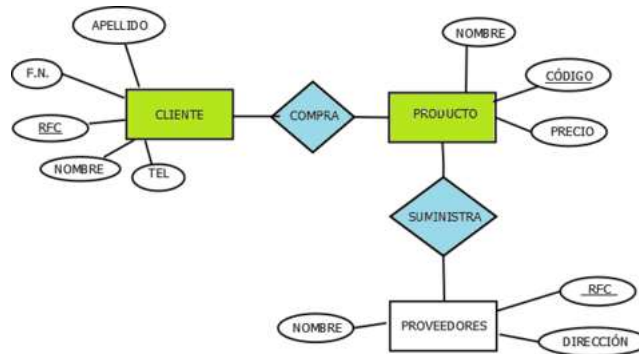 APELLIDO
NOMBRE
F.N.
CÓDIGO
CLIENTE
COMPRA
PRODUCTO
RFC
PRECIO
NOMBRE
TEL
SUMINISTRA
RFC
NOMBRE
PROVEEDORES
DIRECCIÓN